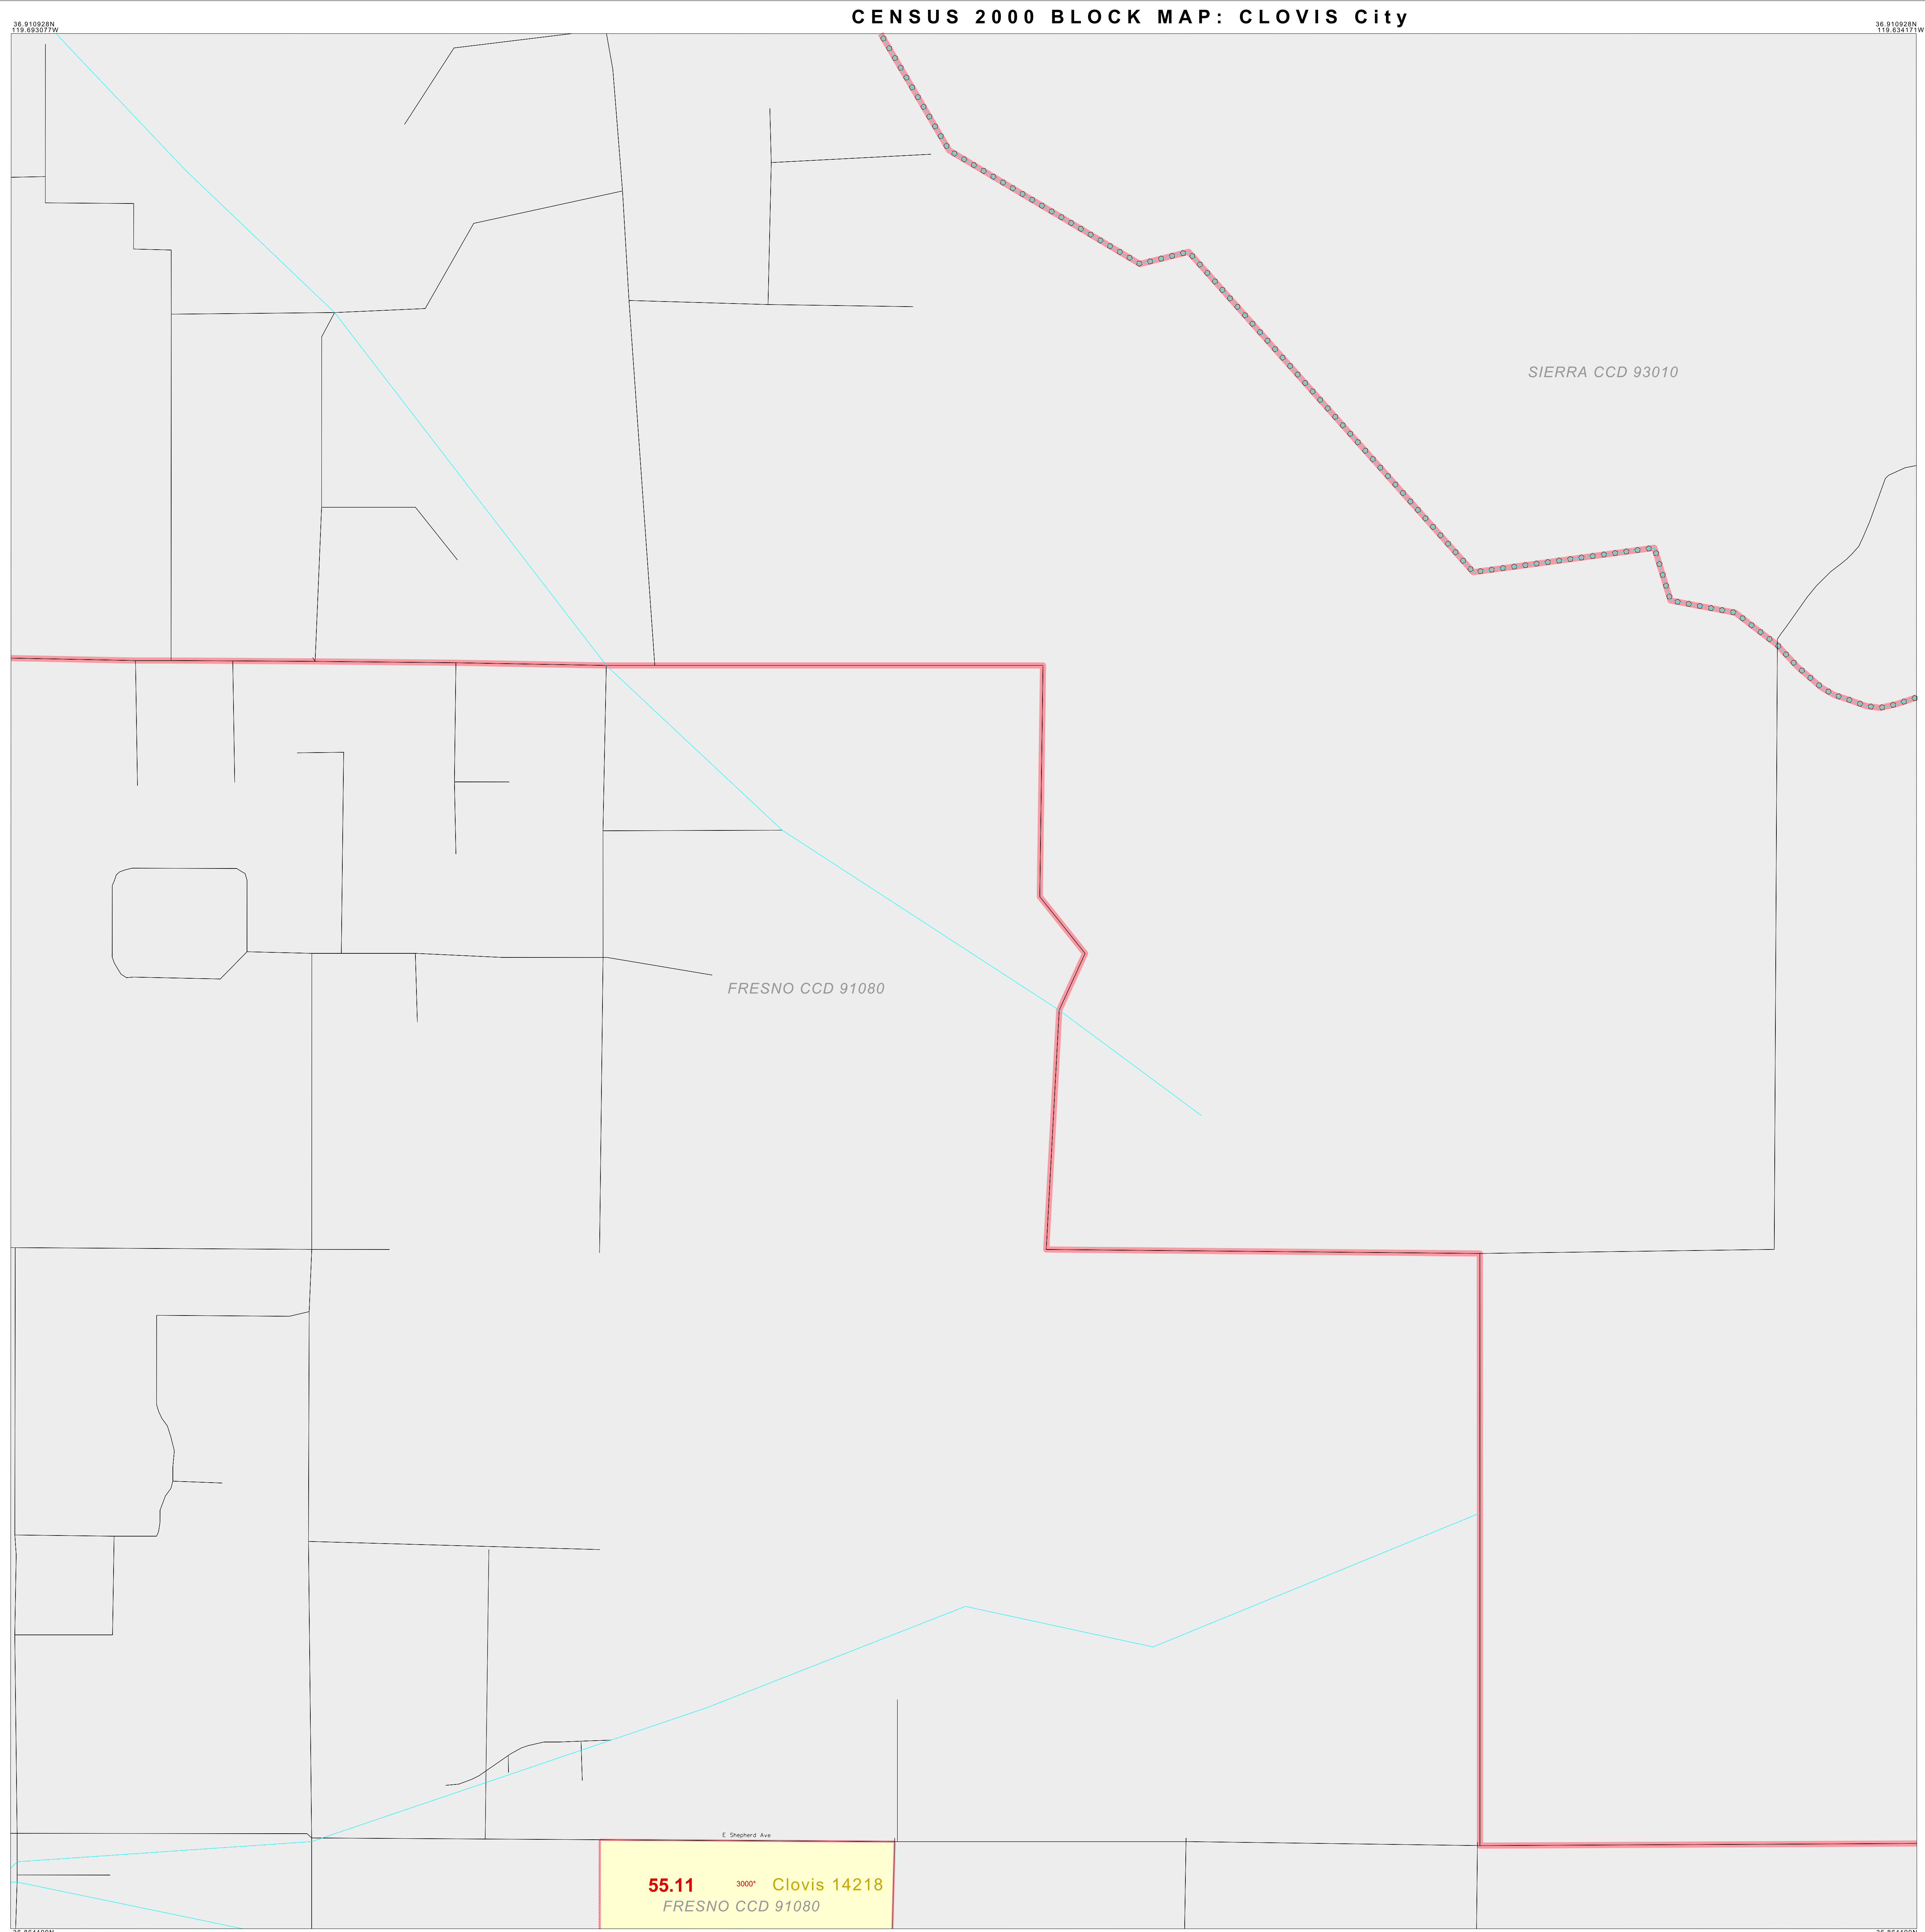 CENSUS 2000 BLOCK MAP: CLOVIS City
36.910928N
119.693077W
36.910928N
119.634171W
SIERRA CCD 93010
FRESNO CCD 91080
E Shepherd Ave
55.11 3000* Clovis 14218
FRESNO CCD 91080